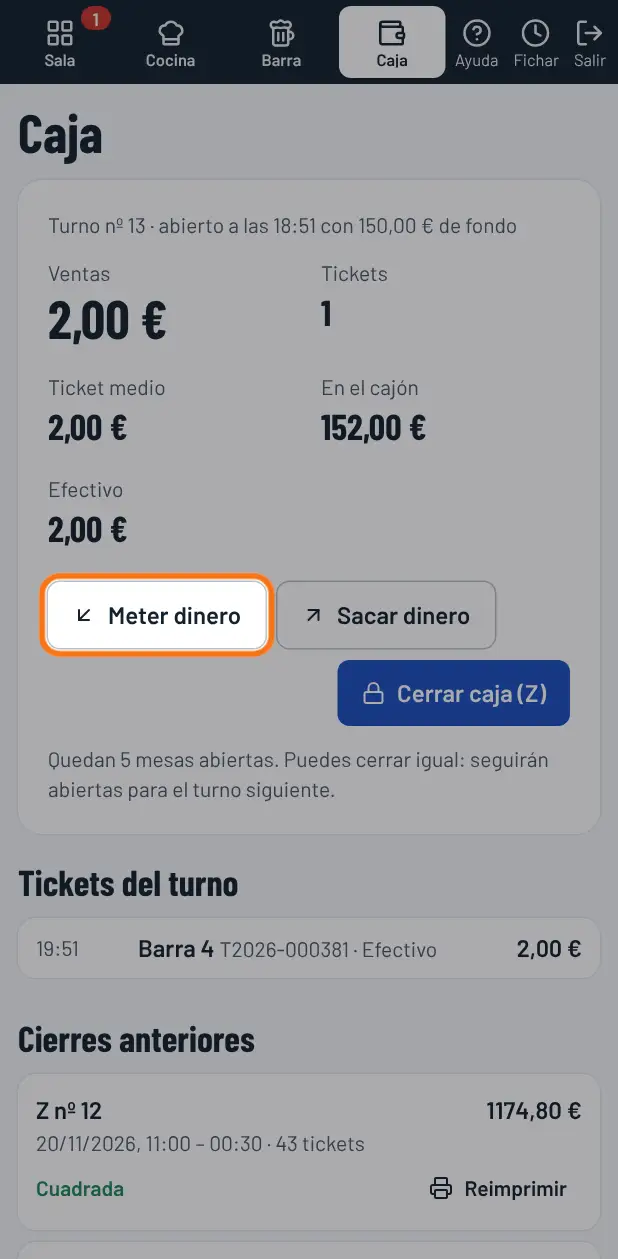 1
Sala
Cocina
Barra
Caja
Ayuda
Fichar
Salir
Caja
Turno nº 13 · abierto a las 18:51 con 150,00 € de fondo
Ventas
2,00 €
Tickets
1
Ticket medio
2,00 €
En el cajón
152,00 €
Efectivo
2,00 €
Meter dinero
Sacar dinero
Cerrar caja (Z)
Quedan 5 mesas abiertas. Puedes cerrar igual: seguirán
abiertas para el turno siguiente.
Tickets del turno
19:51 Barra 4 T2026-000381 · Efectivo 2,00 €
Cierres anteriores
Z nº 12 1174,80 €
20/11/2026, 11:00 – 00:30 · 43 tickets
Cuadrada
Reimprimir